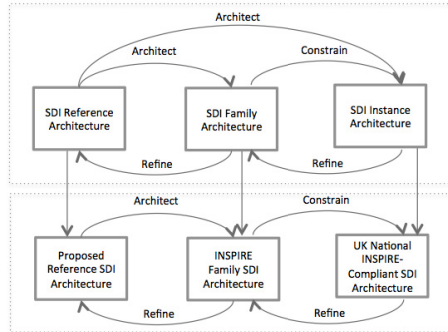 Architect
Architect
Constrain
SDI Reference
Architecture
SDI Family
Architecture
SDI Instance
Architecture
Refine
Refine
Architect
Constrain
Proposed
Reference SDI
Architecture
INSPIRE
Family SDI
Architecture
UK National
INSPIRE-
Compliant SDI
Architecture
Refine
Refine